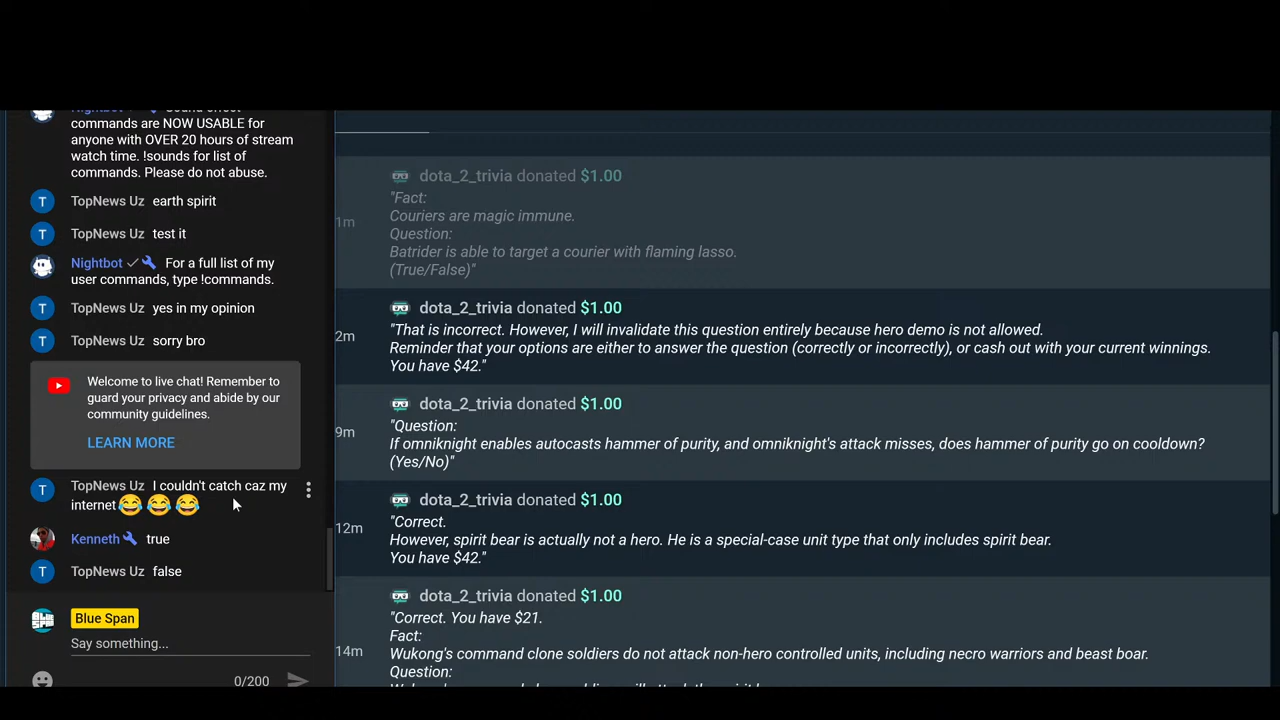 Nightbot Sound effect
commands are NOW USABLE for
anyone with OVER 20 hours of stream
watch time. !sounds for list of
commands. Please do not abuse.
T TopNews Uz earth spirit
T TopNews Uz test it
Nightbot For a full list of my
user commands, type !commands.
T TopNews Uz yes in my opinion
T TopNews Uz sorry bro
Welcome to live chat! Remember to
guard your privacy and abide by our
community guidelines.
LEARN MORE
T TopNews Uz I couldn't catch caz my
internet😂😂😂
Kenneth true
T TopNews Uz false
Blue Span
Say something...
0/200
dota_2_trivia donated $1.00
"Fact:
Couriers are magic immune.
1m
Question:
Batrider is able to target a courier with flaming lasso.
(True/False)"
dota_2_trivia donated $1.00
"That is incorrect. However, I will invalidate this question entirely because hero demo is not allowed.
2m
Reminder that your options are either to answer the question (correctly or incorrectly), or cash out with your current winnings.
You have $42."
dota_2_trivia donated $1.00
"Question:
9m
If omniknight enables autocasts hammer of purity, and omniknight's attack misses, does hammer of purity go on cooldown?
(Yes/No)"
dota_2_trivia donated $1.00
"Correct.
12m
However, spirit bear is actually not a hero. He is a special-case unit type that only includes spirit bear.
You have $42."
dota_2_trivia donated $1.00
"Correct. You have $21.
Fact:
14m
Wukong's command clone soldiers do not attack non-hero controlled units, including necro warriors and beast boar.
Question: